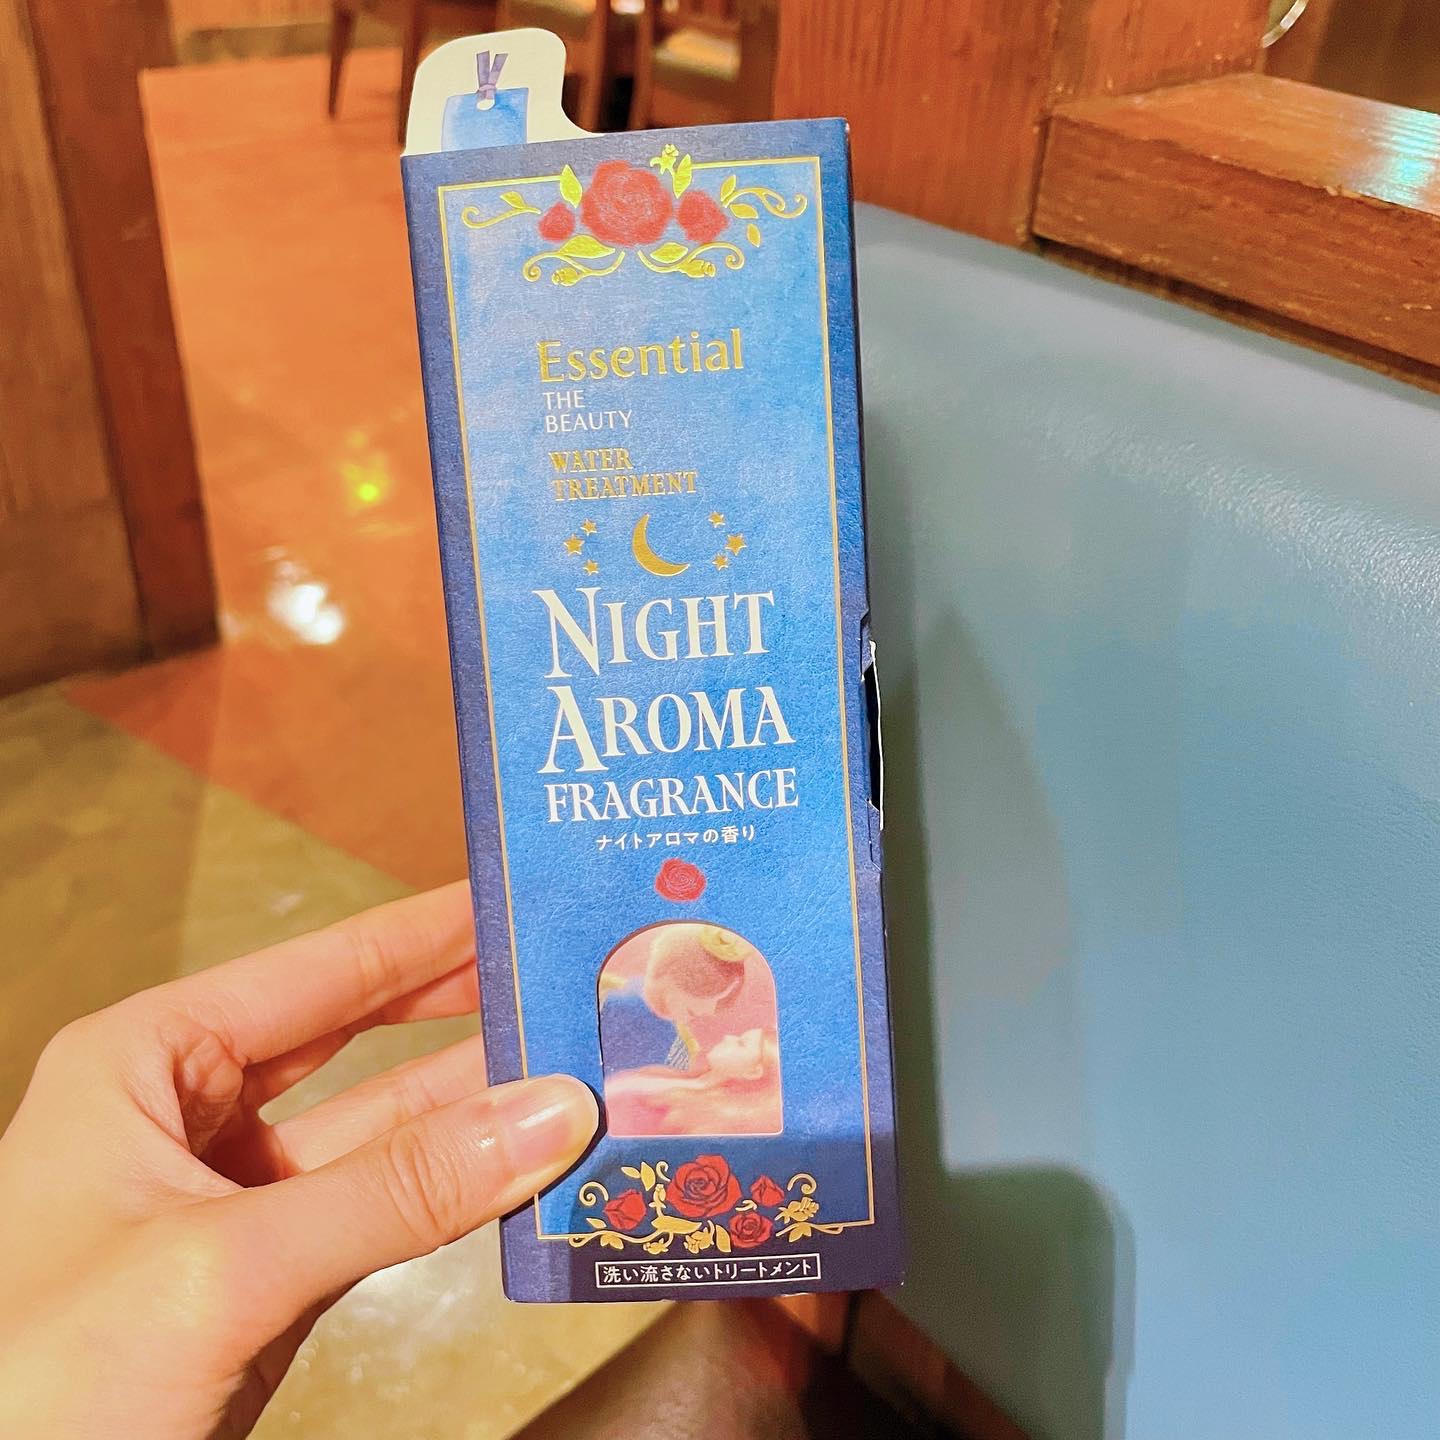 Essential
THE
BEAUTY
WATER
TREATMENT
NIGHT
AROMA
FRAGRANCE
ナイトアロマの香り
洗い流さないトリートメント